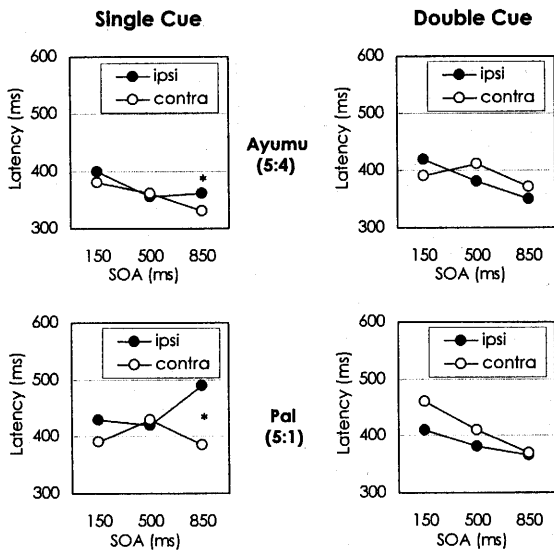 Single Cue
Double Cue
600
500
400
300
Latency (ms)
ipsi
contra
*
150 500 850
SOA (ms)
Ayumu
(5:4)
600
500
400
300
Latency (ms)
ipsi
contra
150 500 850
SOA (ms)
600
500
400
300
Latency (ms)
ipsi
contra
*
150 500 850
SOA (ms)
Pal
(5:1)
600
500
400
300
Latency (ms)
ipsi
contra
150 500 850
SOA (ms)